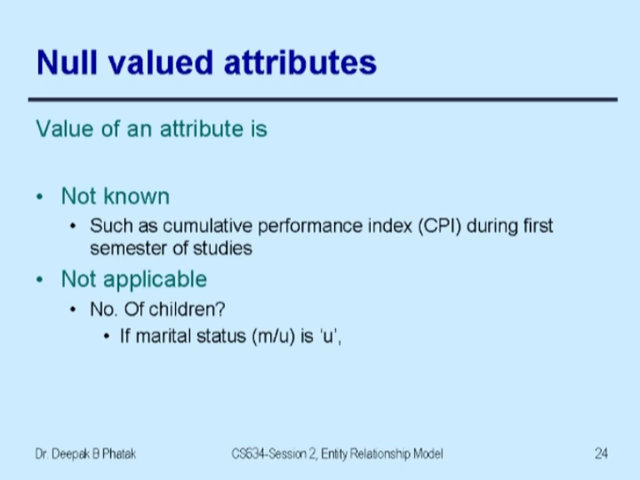 Null valued attributes
Value of an attribute is
• Not known
• Such as cumulative performance index (CPI) during first
semester of studies
• Not applicable
• No. Of children?
• If marital status (m/u) is 'u',
Dr. Deepak B Phatak
CS634-Session 2, Entity Relationship Model
24